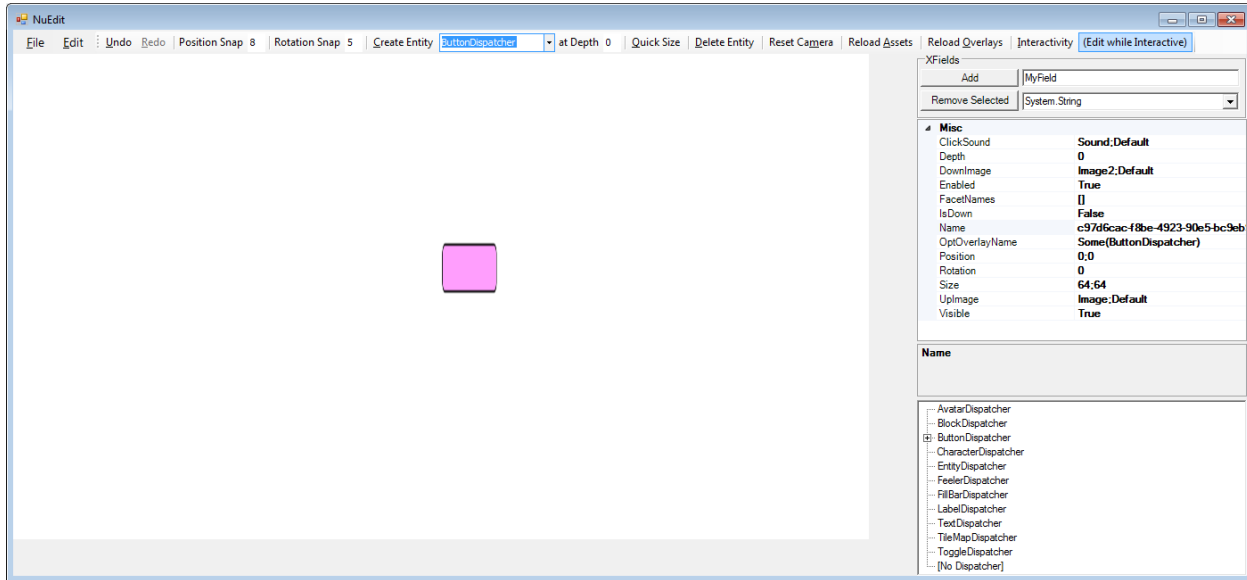 NuEdit
File Edit Undo Redo Position Snap 8 Rotation Snap 5 Create Entity ButtonDispatcher at Depth 0 Quick Size Delete Entity Reset Camera Reload Assets Reload Overlays Interactivity (Edit while Interactive)
XFields
Add MyField
Remove Selected System.String
Misc
ClickSound Sound;Default
Depth 0
DownImage Image2;Default
Enabled True
FacetNames []
IsDown False
Name c97d6cac-f8be-4923-90e5-bc9eb
OptOverlayName Some(ButtonDispatcher)
Position 0;0
Rotation 0
Size 64;64
UpImage Image;Default
Visible True
Name
AvatarDispatcher
BlockDispatcher
ButtonDispatcher
CharacterDispatcher
EntityDispatcher
FeelerDispatcher
FillBarDispatcher
LabelDispatcher
TextDispatcher
TileMapDispatcher
ToggleDispatcher
[No Dispatcher]